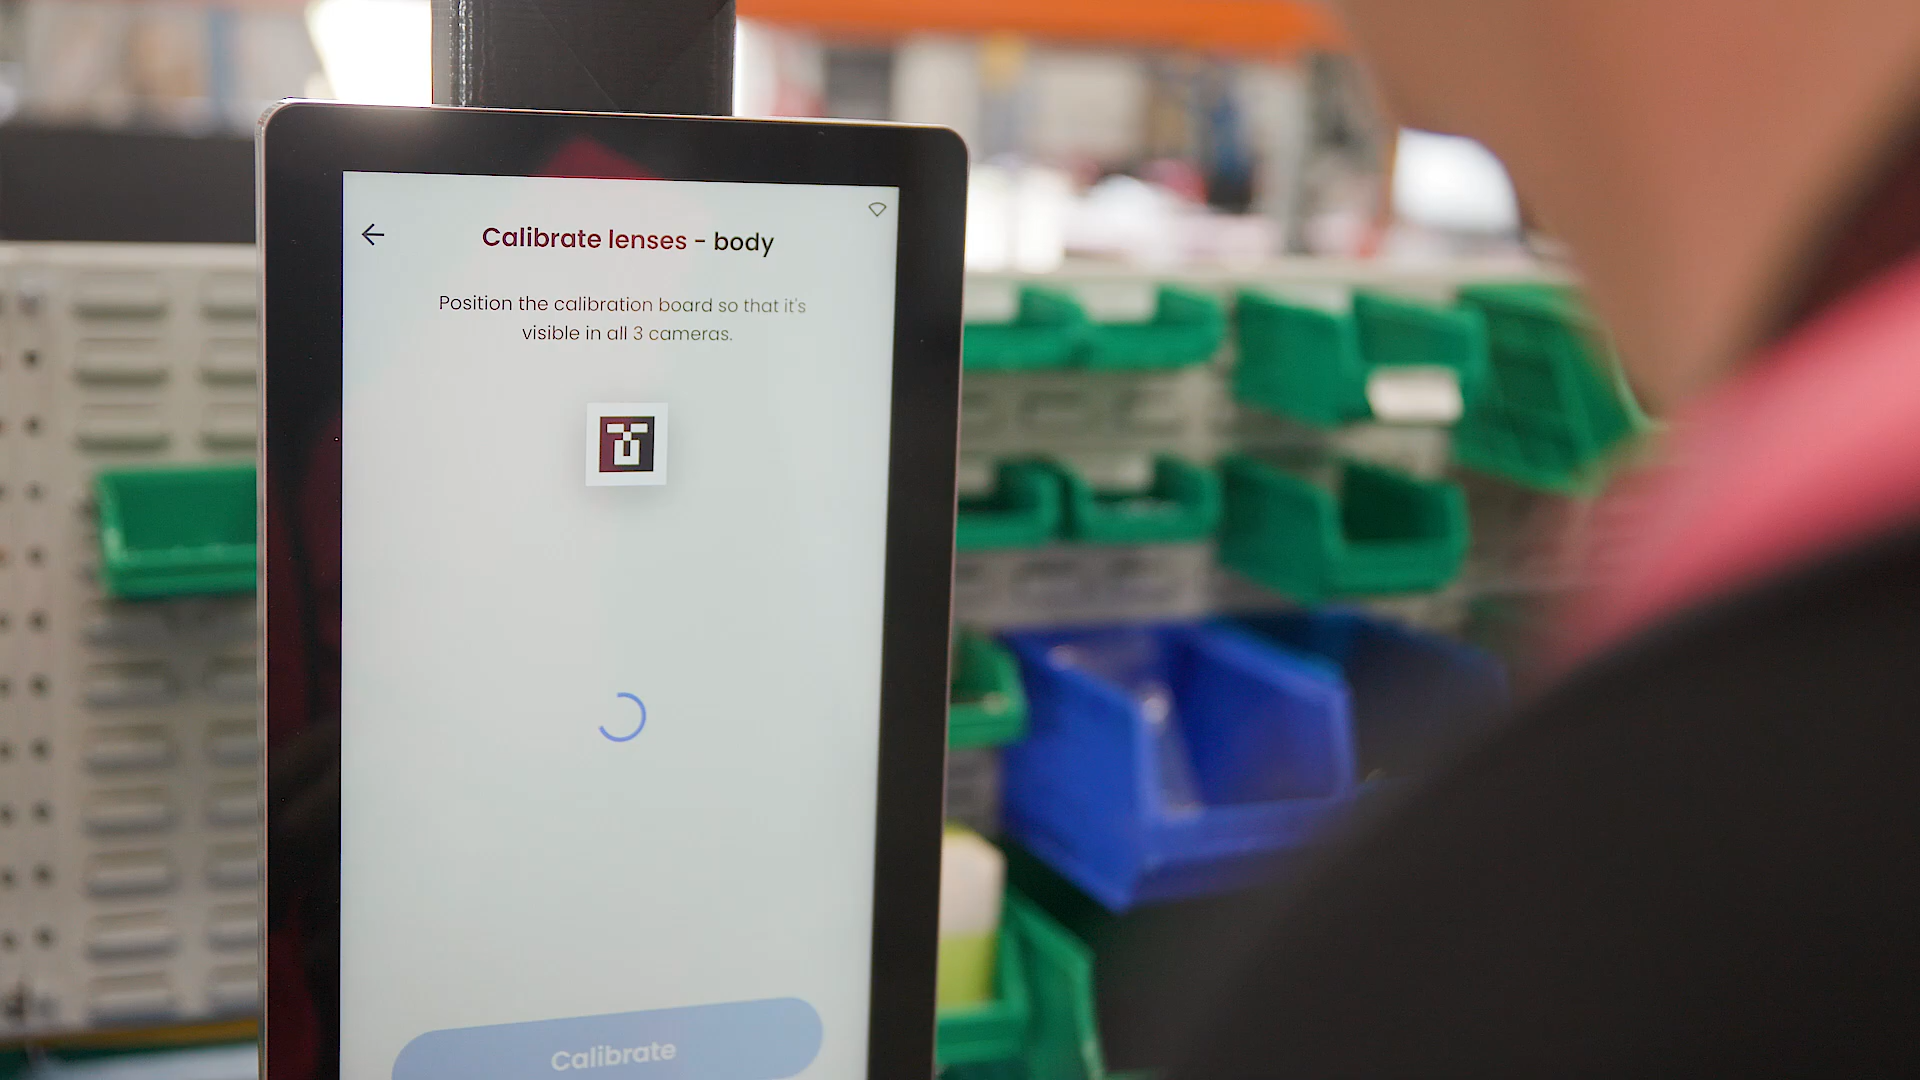 Calibrate lenses - body
Position the calibration board so that it's
visible in all 3 cameras.
Calibrate